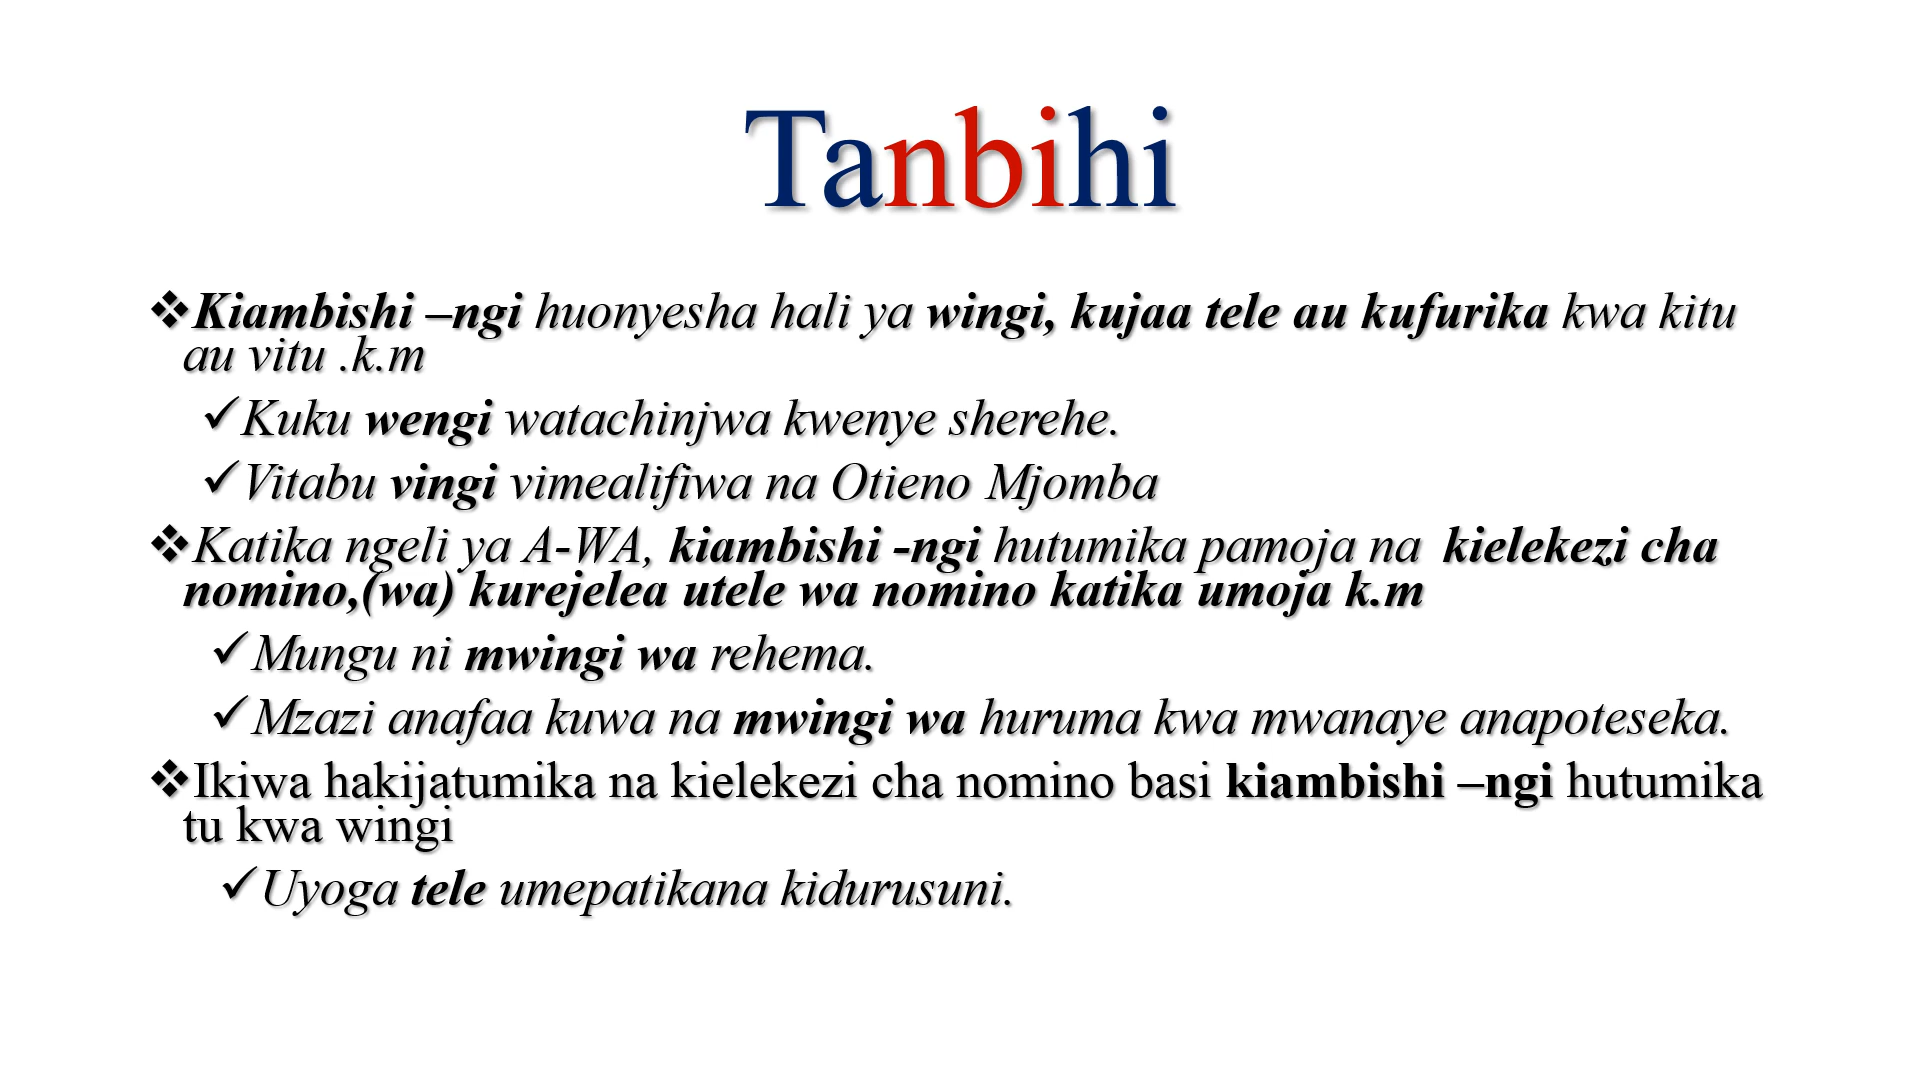 Tanbihi
❖Kiambishi –ngi huonyesha hali ya wingi, kujaa tele au kufurika kwa kitu
au vitu .k.m
✓Kuku wengi watachinjwa kwenye sherehe.
✓Vitabu vingi vimealifiwa na Otieno Mjomba
❖Katika ngeli ya A-WA, kiambishi -ngi hutumika pamoja na kielekezi cha
nomino,(wa) kurejelea utele wa nomino katika umoja k.m
✓Mungu ni mwingi wa rehema.
✓Mzazi anafaa kuwa na mwingi wa huruma kwa mwanaye anapoteseka.
❖Ikiwa hakijatumika na kielekezi cha nomino basi kiambishi –ngi hutumika
tu kwa wingi
✓Uyoga tele umepatikana kidurusuni.